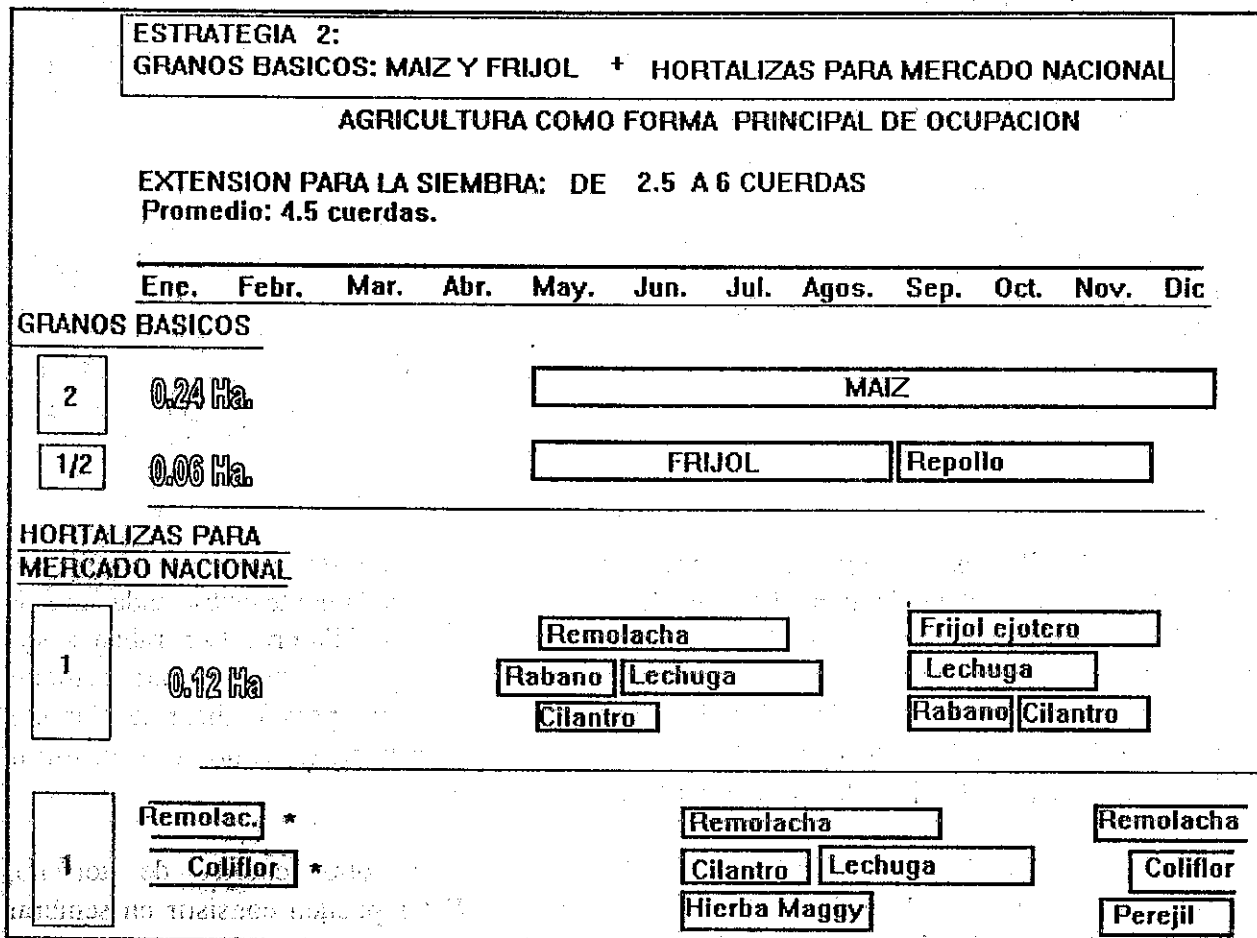 ESTRATEGIA 2:
GRANOS BASICOS: MAIZ Y FRIJOL + HORTALIZAS PARA MERCADO NACIONAL
AGRICULTURA COMO FORMA PRINCIPAL DE OCUPACION
EXTENSION PARA LA SIEMBRA: DE 2.5 A 6 CUERDAS
Promedio: 4.5 cuerdas.
Ene. Febr. Mar. Abr. May. Jun. Jul. Agos. Sep. Oct. Nov. Dic
GRANOS BASICOS
2 0.24 Ha. MAIZ
1/2 0.06 Ha. FRIJOL Repollo
HORTALIZAS PARA
MERCADO NACIONAL
Remolacha Frijol ejotero
1 0.12 Ha Rabano Lechuga Lechuga
Cilantro Rabano Cilantro
Remolac. * Remolacha Remolacha
1 Coliflor * Cilantro Lechuga Coliflor
Hierba Maggy Perejil